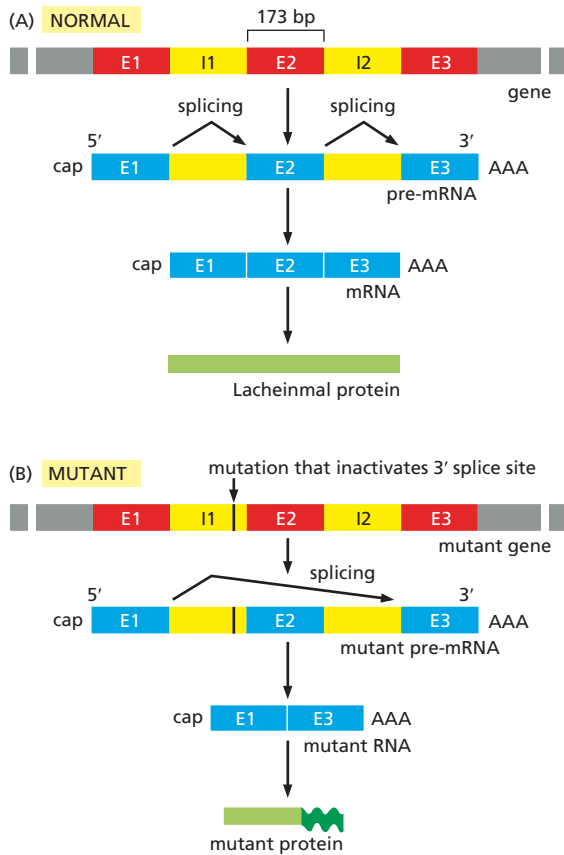 (A) NORMAL
173 bp
E1 I1 E2 I2 E3
gene
splicing splicing
5′ 3′
cap E1 E2 E3 AAA
pre-mRNA
cap E1 E2 E3 AAA
mRNA
Lacheinmal protein
(B) MUTANT
mutation that inactivates 3′ splice site
E1 I1 E2 I2 E3
mutant gene
splicing
5′ 3′
cap E1 E2 E3 AAA
mutant pre-mRNA
cap E1 E3 AAA
mutant RNA
mutant protein